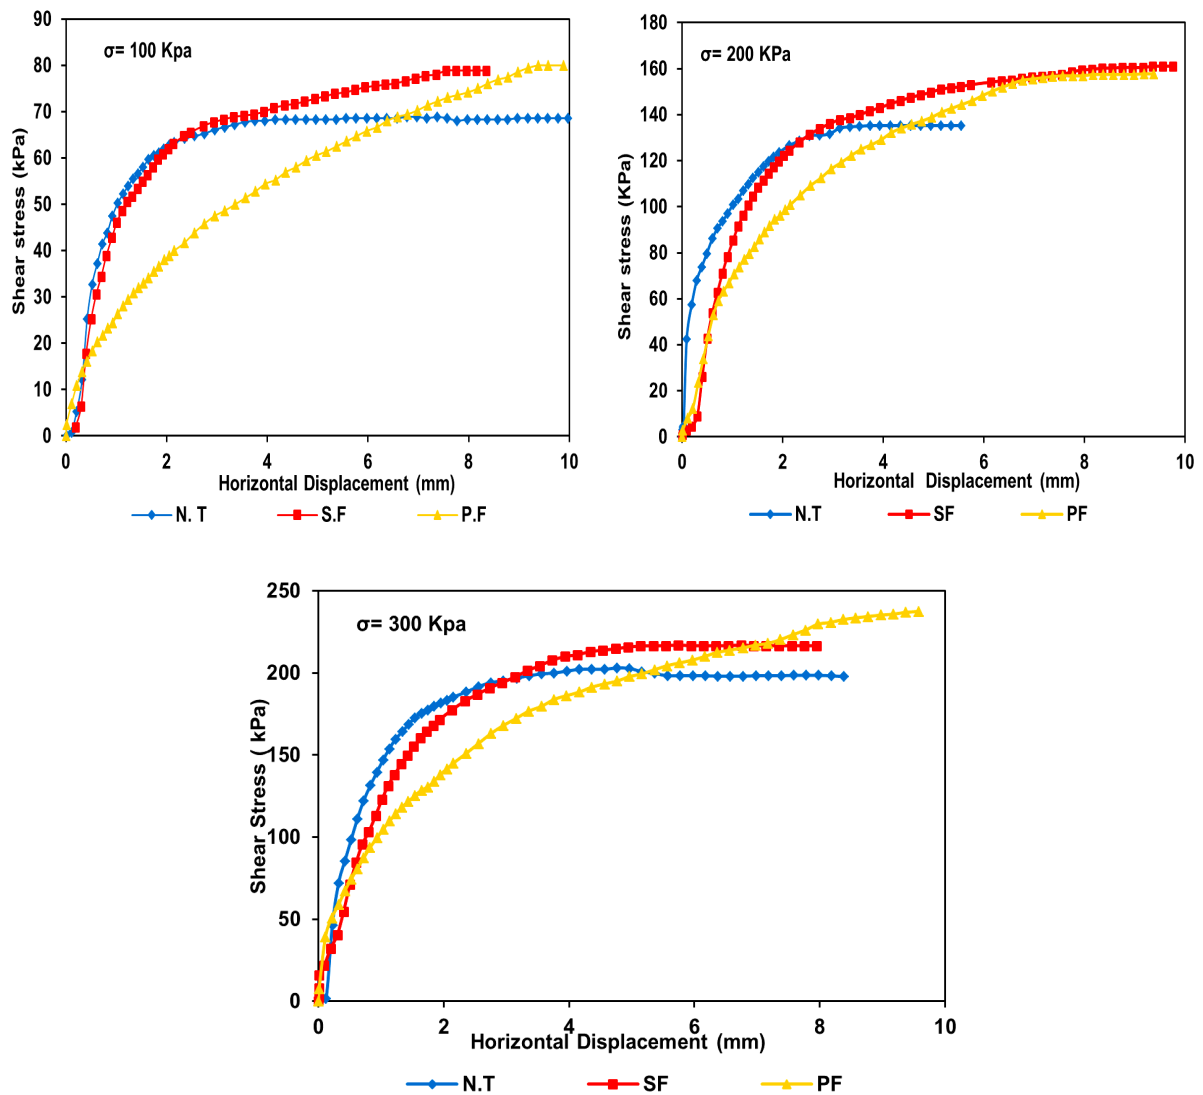 90
80
70
60
50
40
30
20
10
0
Shear stress (kPa)
σ= 100 Kpa
0 2 4 6 8 10
Horizontal Displacement (mm)
N. T S.F P.F
180
160
140
120
100
80
60
40
20
0
Shear stress (KPa)
σ= 200 KPa
0 2 4 6 8 10
Horizontal Displacement (mm)
N.T SF PF
250
200
150
100
50
0
Shear Stress ( kPa)
σ= 300 Kpa
0 2 4 6 8 10
Horizontal Displacement (mm)
N.T SF PF